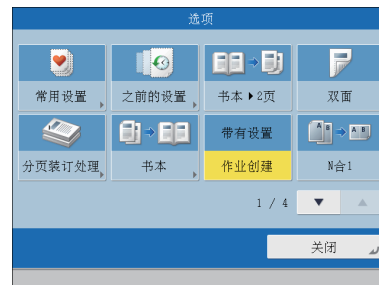 选项
常用设置
之前的设置
书本▶2页
双面
分页装订处理
书本
带有设置
作业创建
A B
A B
N合1
1 / 4
关闭